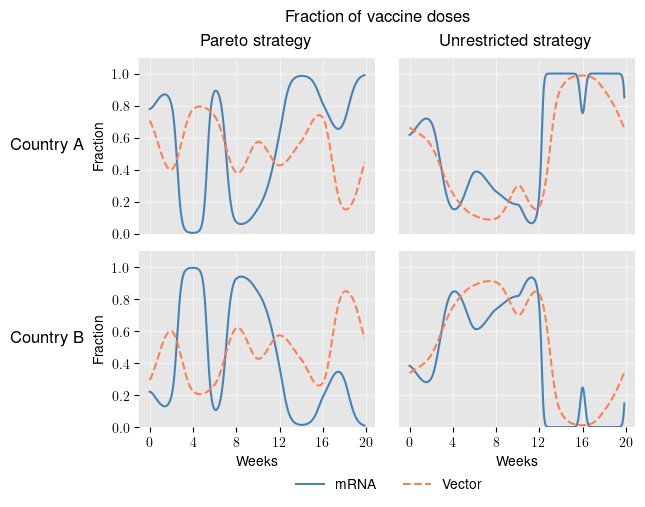 Fraction of vaccine doses
Pareto strategy Unrestricted strategy
1.0
0.8
0.6
0.4
0.2
0.0
Country A
Fraction
1.0
0.8
0.6
0.4
0.2
0.0
Country B
Fraction
0 4 8 12 16 20 0 4 8 12 16 20
Weeks Weeks
mRNA Vector